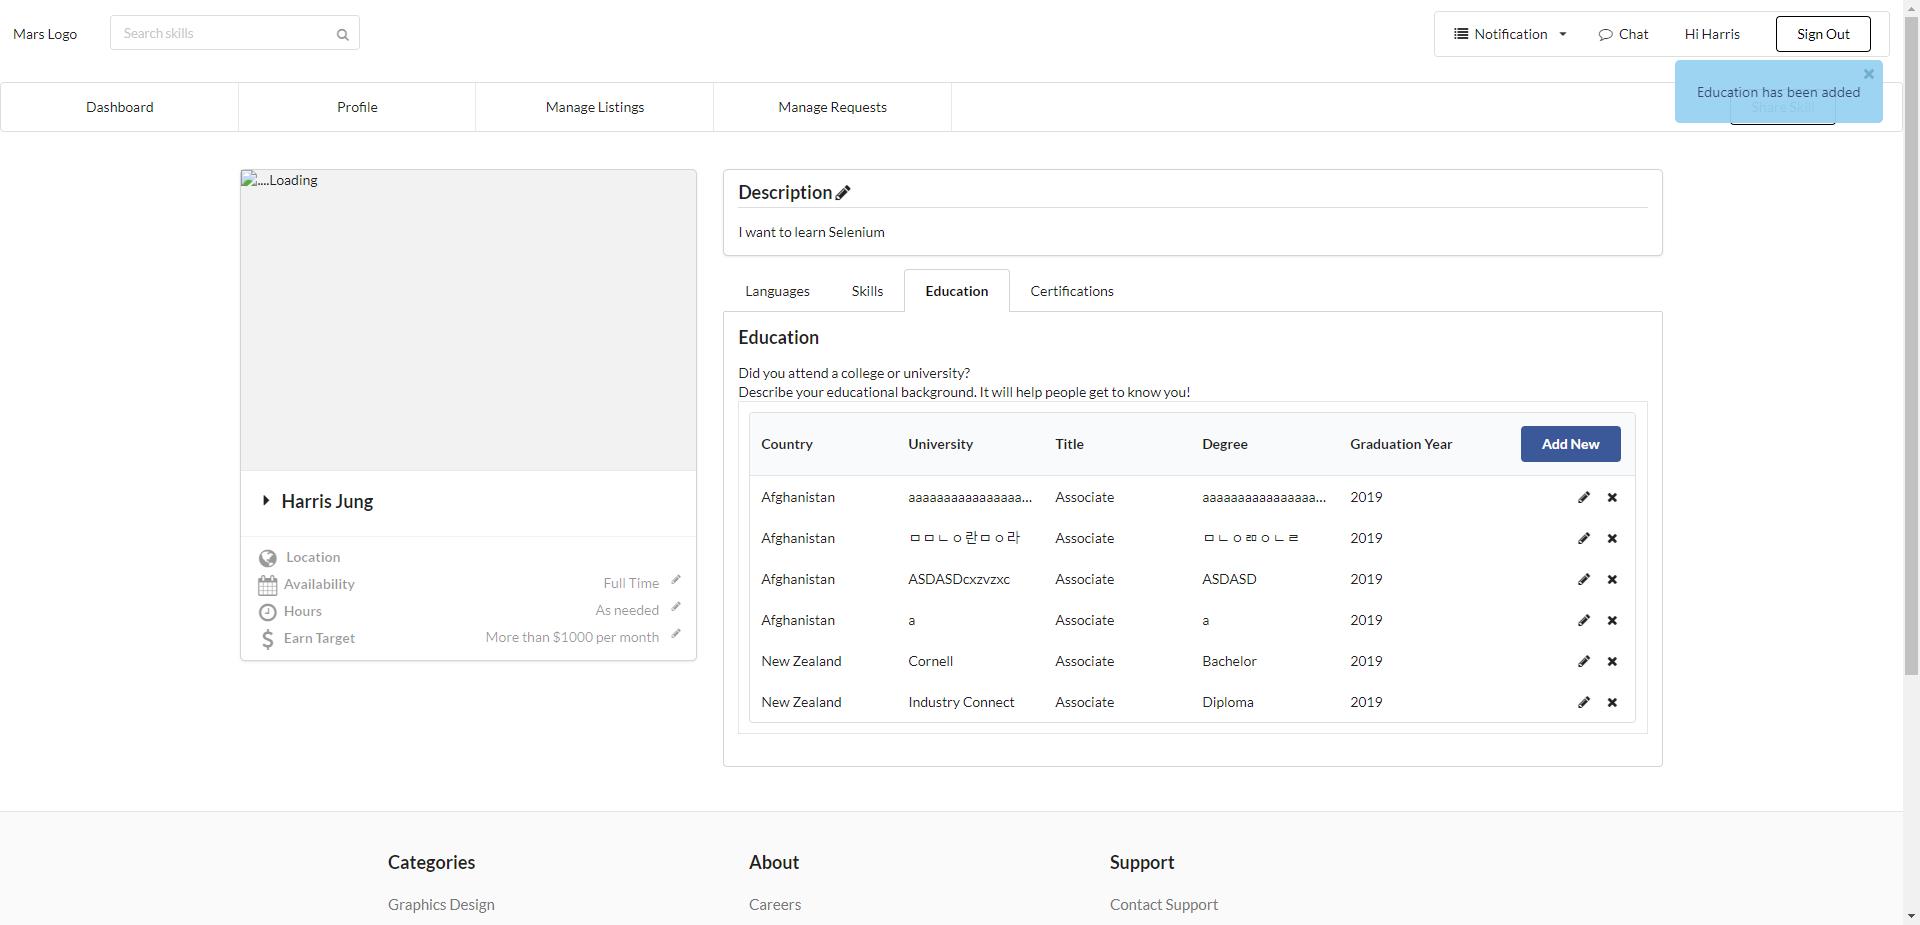 Mars Logo
Search skills
Notification
Chat
Hi Harris
Sign Out
Education has been added
Dashboard
Profile
Manage Listings
Manage Requests
Share Skill
....Loading
Harris Jung
Location
Availability
Full Time
Hours
As needed
Earn Target
More than $1000 per month
Description
I want to learn Selenium
Languages
Skills
Education
Certifications
Education
Did you attend a college or university?
Describe your educational background. It will help people get to know you!
Country University Title Degree Graduation Year Add New
Afghanistan aaaaaaaaaaaaaaaa... Associate aaaaaaaaaaaaaaaa... 2019
Afghanistan ㅁㅁㄴㅇ란ㅁㅇ라 Associate ㅁㄴㅇㄻㅇㄴㄹ 2019
Afghanistan ASDASDcxzvzxc Associate ASDASD 2019
Afghanistan a Associate a 2019
New Zealand Cornell Associate Bachelor 2019
New Zealand Industry Connect Associate Diploma 2019
Categories
Graphics Design
About
Careers
Support
Contact Support